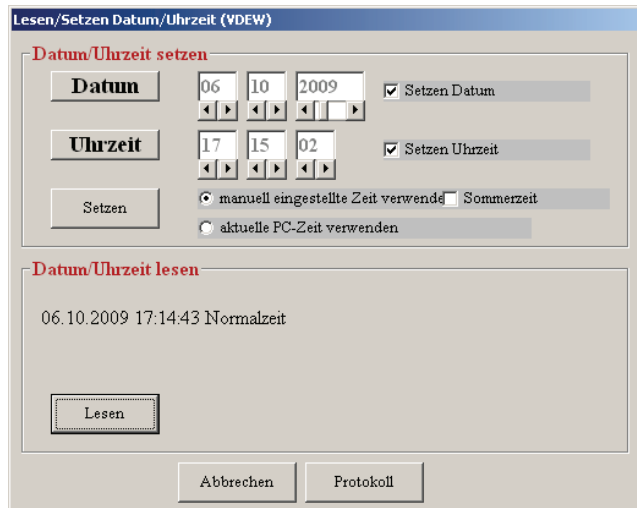 Lesen/Setzen Datum/Uhrzeit (VDEW)
Datum/Uhrzeit setzen
Datum 06 10 2009 Setzen Datum
Uhrzeit 17 15 02 Setzen Uhrzeit
Setzen manuell eingestellte Zeit verwende Sommerzeit
aktuelle PC-Zeit verwenden
Datum/Uhrzeit lesen
06.10.2009 17:14:43 Normalzeit
Lesen
Abbrechen Protokoll